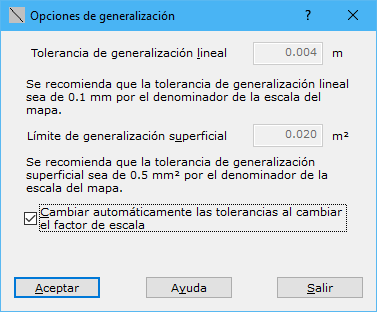 Opciones de generalización
Tolerancia de generalización lineal 0.004 m
Se recomienda que la tolerancia de generalización lineal
sea de 0.1 mm por el denominador de la escala del
mapa.
Límite de generalización superficial 0.020 m²
Se recomienda que la tolerancia de generalización
superficial sea de 0.5 mm² por el denominador de la
escala del mapa.
Cambiar automáticamente las tolerancias al cambiar
el factor de escala
Aceptar Ayuda Salir